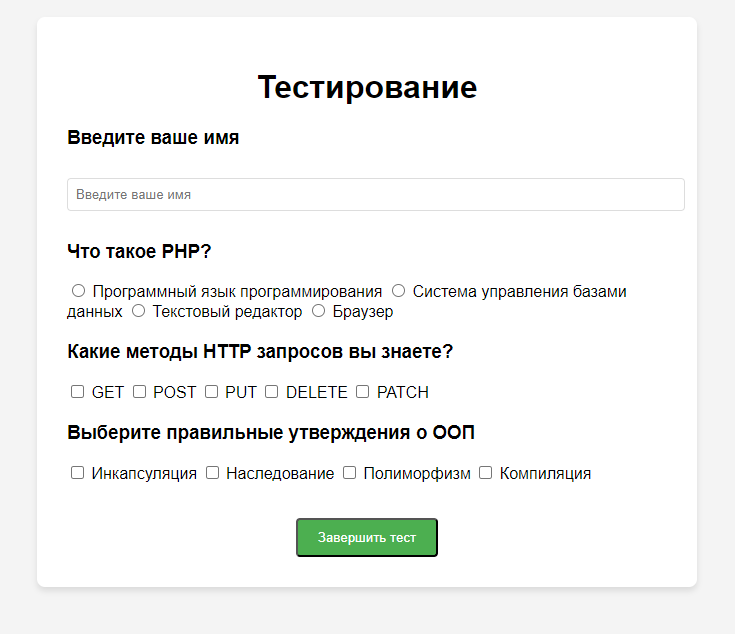 Тестирование
Введите ваше имя
Введите ваше имя
Что такое PHP?
Программный язык программирования Система управления базами
данных Текстовый редактор Браузер
Какие методы HTTP запросов вы знаете?
GET POST PUT DELETE PATCH
Выберите правильные утверждения о ООП
Инкапсуляция Наследование Полиморфизм Компиляция
Завершить тест